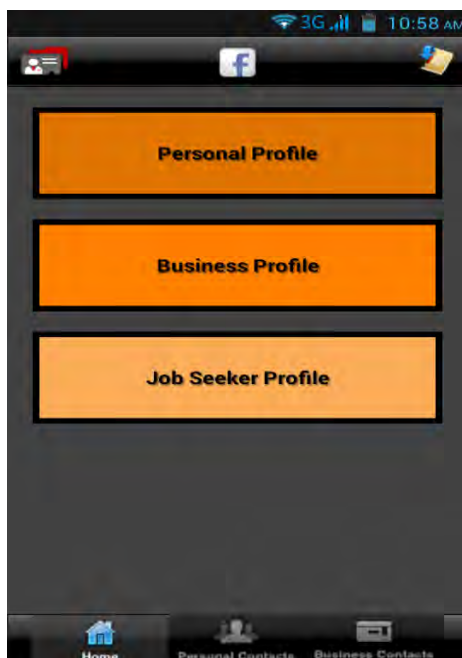 3G 10:58 AM
f
Personal Profile
Business Profile
Job Seeker Profile
Home Personal Contacts Business Contacts